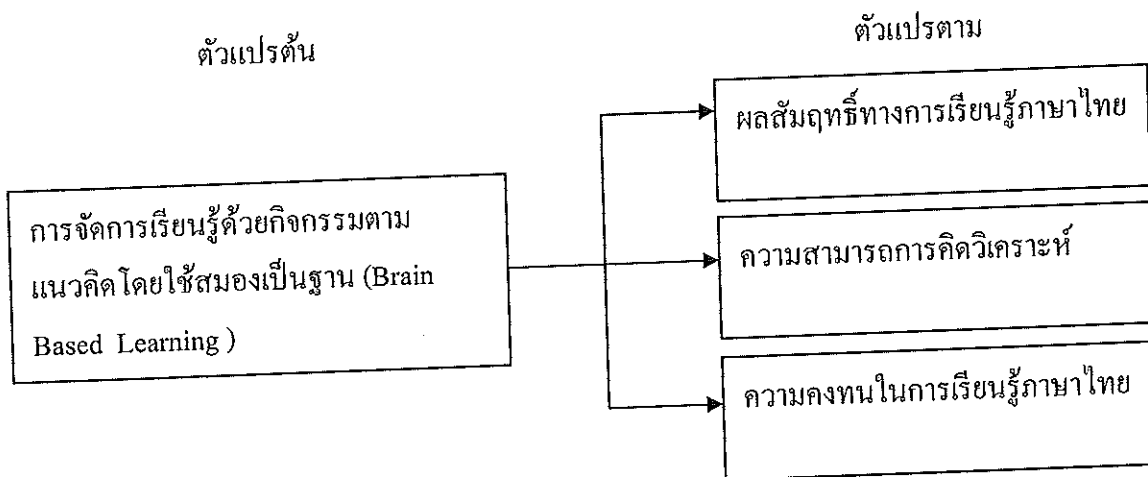 ตัวแปรต้น
ตัวแปรตาม
การจัดการเรียนรู้ด้วยกิจกรรมตาม
แนวคิดโดยใช้สมองเป็นฐาน (Brain
Based Learning )
ผลสัมฤทธิ์ทางการเรียนรู้ภาษาไทย
ความสามารถการคิดวิเคราะห์
ความคงทนในการเรียนรู้ภาษาไทย